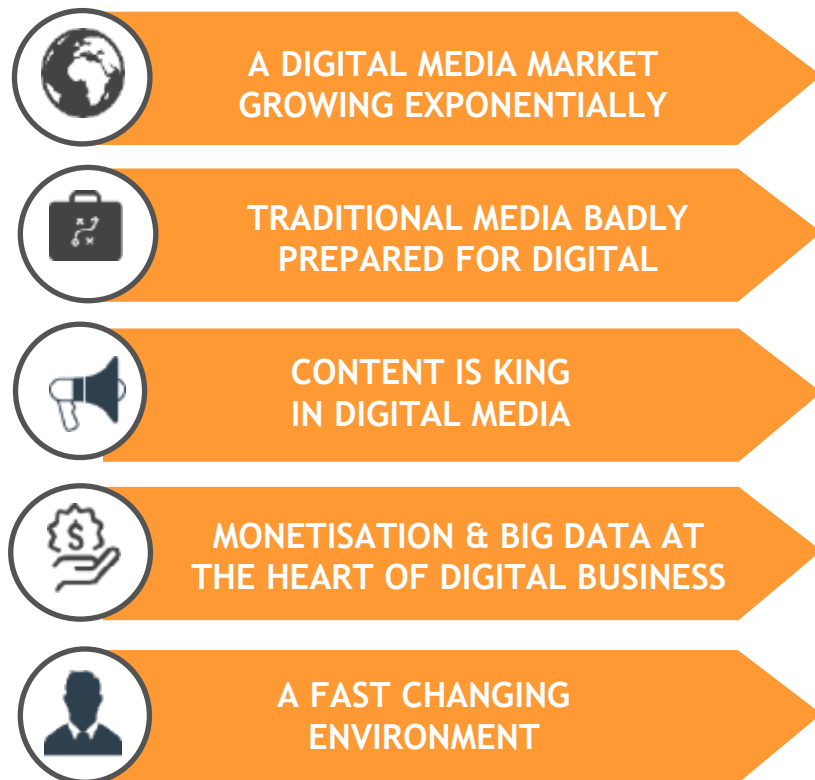 A DIGITAL MEDIA MARKET
GROWING EXPONENTIALLY
TRADITIONAL MEDIA BADLY
PREPARED FOR DIGITAL
CONTENT IS KING
IN DIGITAL MEDIA
$
MONETISATION & BIG DATA AT
THE HEART OF DIGITAL BUSINESS
A FAST CHANGING
ENVIRONMENT